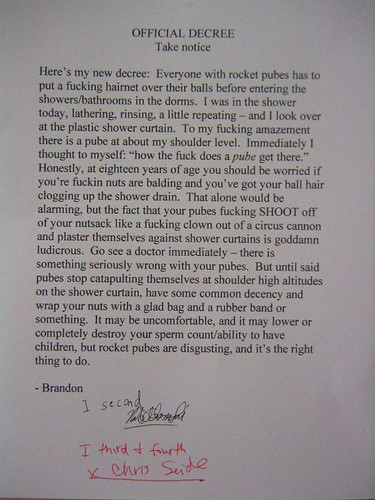 OFFICIAL DECREE
Take notice
Here's my new decree:  Everyone with rocket pubes has to
put a fucking hairnet over their balls before entering the
showers/bathrooms in the dorms.  I was in the shower
today, lathering, rinsing, a little repeating – and I look over
at the plastic shower curtain.  To my fucking amazement
there is a pube at about my shoulder level.  Immediately I
thought to myself: "how the fuck does a pube get there."
Honestly, at eighteen years of age you should be worried if
you're fuckin nuts are balding and you've got your ball hair
clogging up the shower drain.  That alone would be
alarming, but the fact that your pubes fucking SHOOT off
of your nutsack like a fucking clown out of a circus cannon
and plaster themselves against shower curtains is goddamn
ludicrous.  Go see a doctor immediately – there is
something seriously wrong with your pubes.  But until said
pubes stop catapulting themselves at shoulder high altitudes
on the shower curtain, have some common decency and
wrap your nuts with a glad bag and a rubber band or
something.  It may be uncomfortable, and it may lower or
completely destroy your sperm count/ability to have
children, but rocket pubes are disgusting, and it's the right
thing to do.
- Brandon
I second
I third & fourth
x Chris Seide